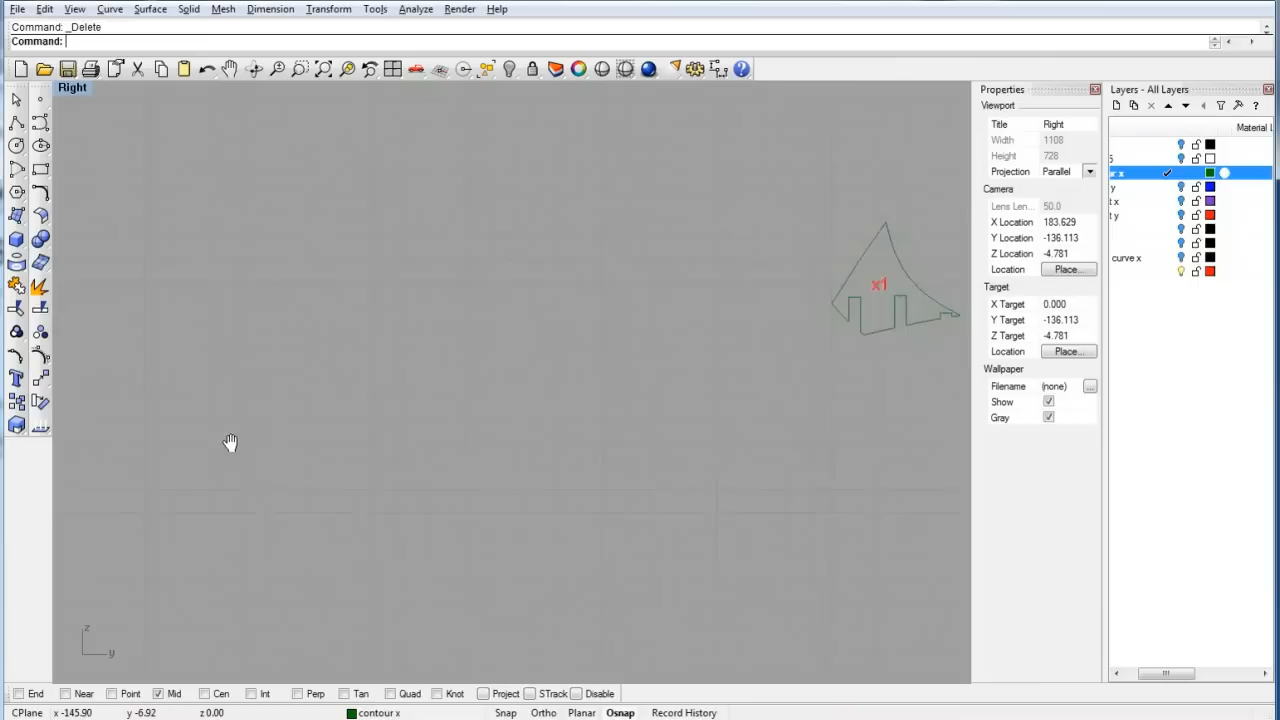 File Edit View Curve Surface Solid Mesh Dimension Transform Tools Analyze Render Help
Command: _Delete
Command:
Right
Properties
Layers - All Layers
Viewport
Title Right
Material
Width 1108
Height 728
5
Projection Parallel
r x
Camera
y
Lens Len... 50.0
t x
X Location 183.629
t y
Y Location -136.113
Z Location -4.781
curve x
Location Place...
x1
Target
X Target 0.000
Y Target -136.113
Z Target -4.781
Location Place...
Wallpaper
Filename (none) ...
Show
Gray
z
y
End Near Point Mid Cen Int Perp Tan Quad Knot Project STrack Disable
CPlane x -145.90 y -6.92 z 0.00 contour x Snap Ortho Planar Osnap Record History